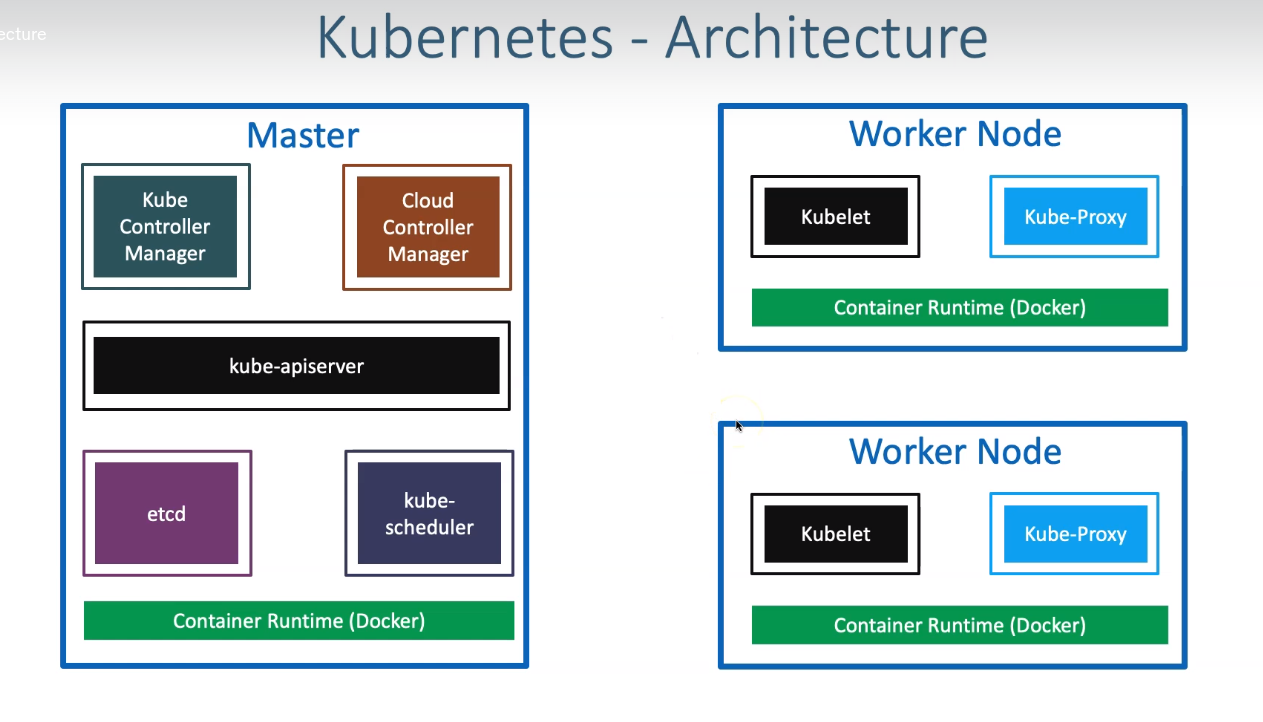 ecture
Kubernetes - Architecture
Master
Kube
Controller
Manager
Cloud
Controller
Manager
kube-apiserver
etcd
kube-
scheduler
Container Runtime (Docker)
Worker Node
Kubelet
Kube-Proxy
Container Runtime (Docker)
Worker Node
Kubelet
Kube-Proxy
Container Runtime (Docker)